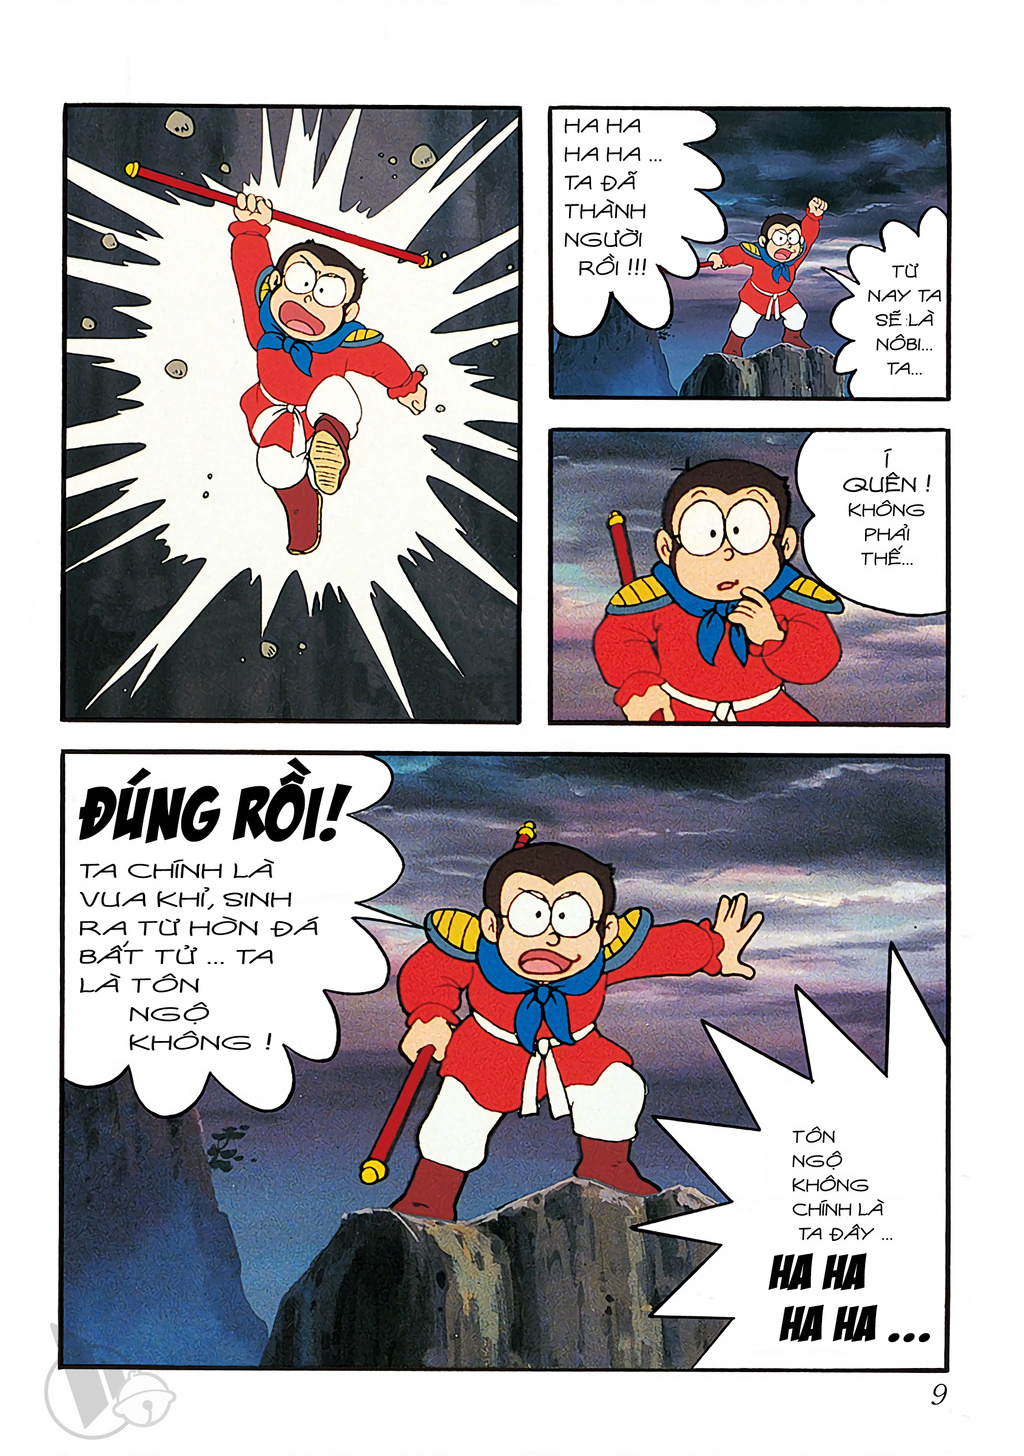 HA HA
HA HA ...
TA ĐÃ
THÀNH
NGƯỜI
RỒI !!!
TỪ
NAY TA
SẼ LÀ
NÔBI...
TA...
Í
QUÊN !
KHÔNG
PHẢI
THẾ...
ĐÚNG RỒI!
TA CHÍNH LÀ
VUA KHỈ, SINH
RA TỪ HÒN ĐÁ
BẤT TỬ ... TA
LÀ TÔN
NGỘ
KHÔNG !
TÔN
NGỘ
KHÔNG
CHÍNH LÀ
TA ĐÂY ...
HA HA
HA HA ...
9